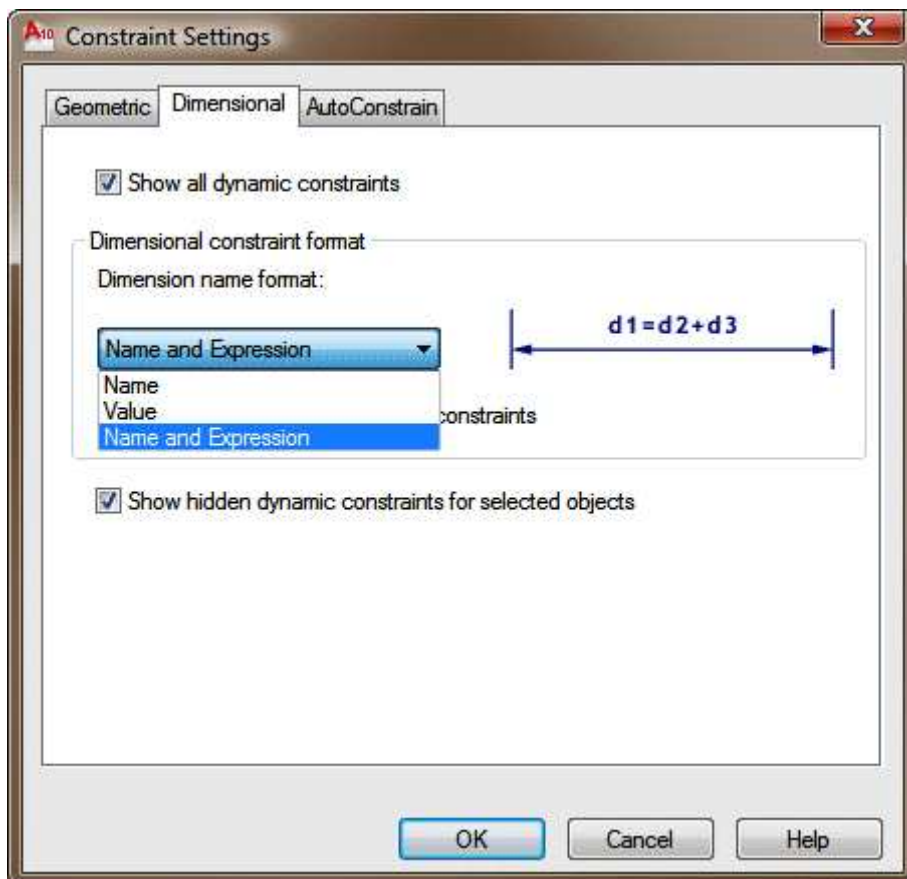 A10 Constraint Settings
Geometric Dimensional AutoConstrain
Show all dynamic constraints
Dimensional constraint format
Dimension name format:
d1=d2+d3
Name and Expression
Name
Value
constraints
Name and Expression
Show hidden dynamic constraints for selected objects
OK Cancel Help